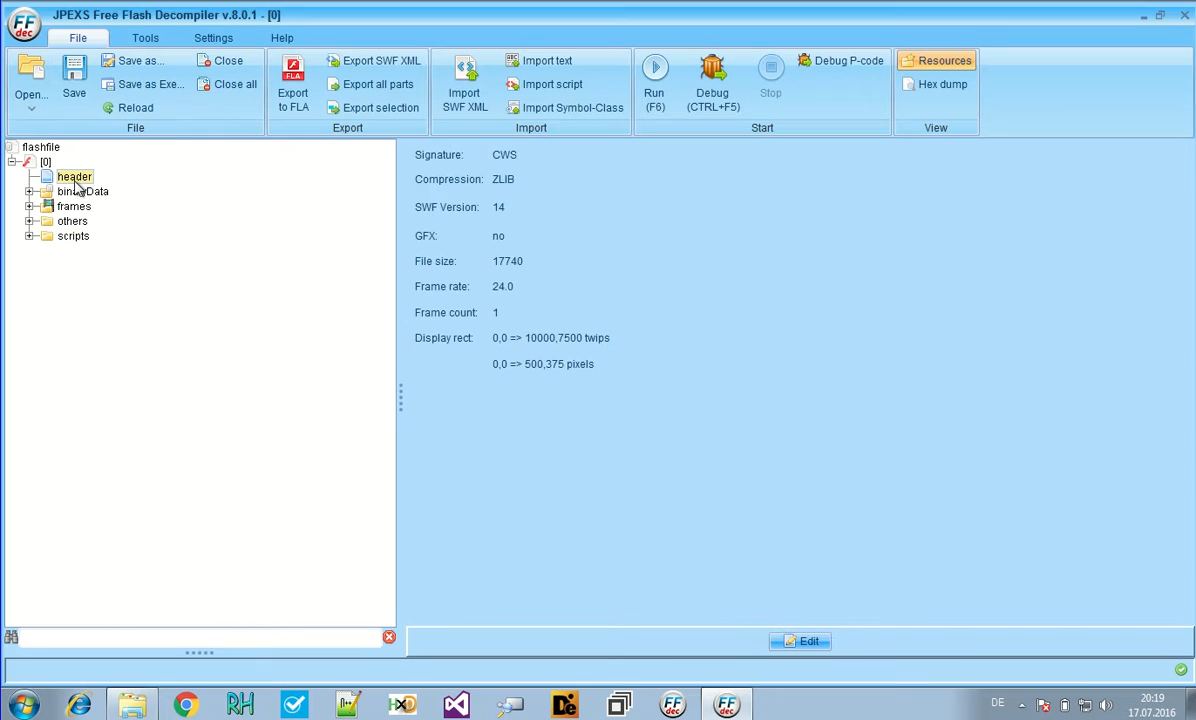 FF dec
JPEXS Free Flash Decompiler v.8.0.1 - [0]
File Tools Settings Help
Open... Save Save as... Close
Save as Exe... Close all
Reload
File
Export to FLA Export SWF XML
Export all parts
Export selection
Export
Import SWF XML Import text
Import script
Import Symbol-Class
Import
Run (F6) Debug (CTRL+F5) Stop Debug P-code
Start
Resources
Hex dump
View
flashfile
[0]
header
binaryData
frames
others
scripts
Signature: CWS
Compression: ZLIB
SWF Version: 14
GFX: no
File size: 17740
Frame rate: 24.0
Frame count: 1
Display rect: 0,0 => 10000,7500 twips
0,0 => 500,375 pixels
Edit
DE 20:19
17.07.2016